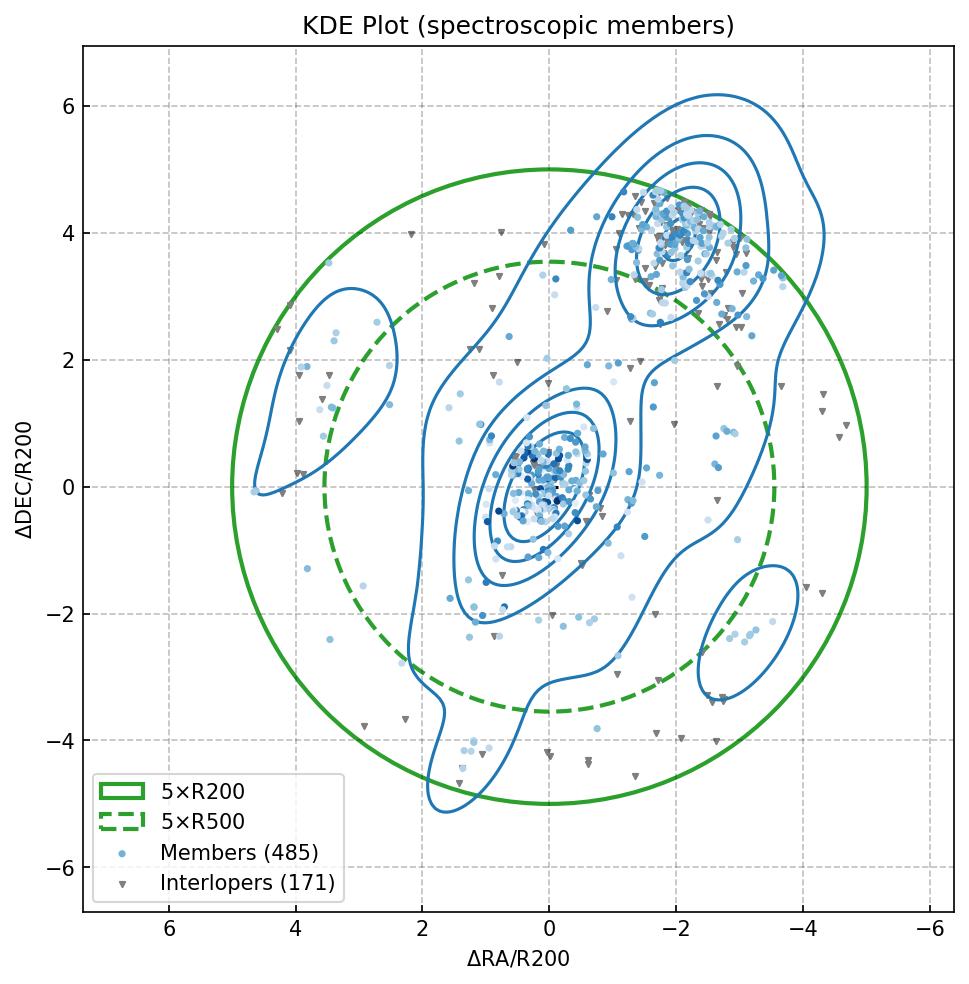 KDE Plot (spectroscopic members)
6
4
2
0
−2
−4
−6
ΔDEC/R200
5×R200
5×R500
Members (485)
Interlopers (171)
6 4 2 0 −2 −4 −6
ΔRA/R200